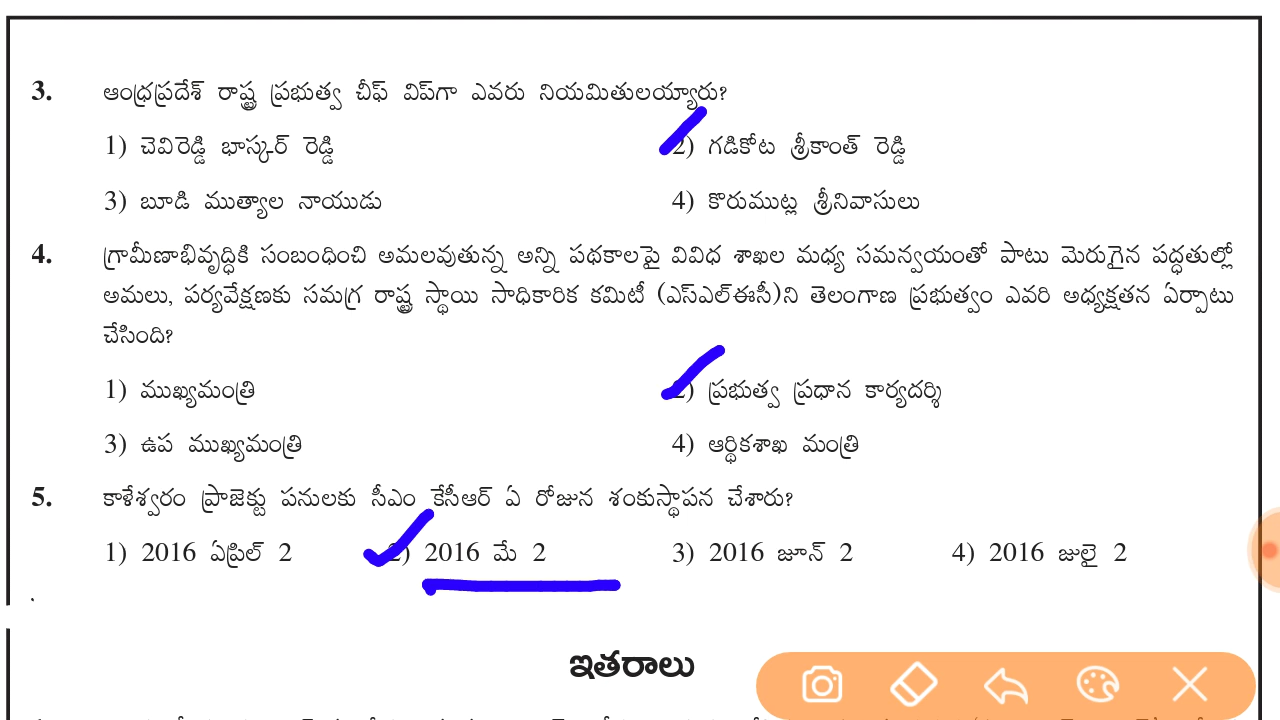 3. ఆంధ్రప్రదేశ్ రాష్ట్ర ప్రభుత్వ చీఫ్ విప్‌గా ఎవరు నియమితులయ్యారు?
1) చెవిరెడ్డి భాస్కర్ రెడ్డి 2) గడికోట శ్రీకాంత్ రెడ్డి
3) బూడి ముత్యాల నాయుడు 4) కొరుముట్ల శ్రీనివాసులు
4. గ్రామీణాభివృద్ధికి సంబంధించి అమలవుతున్న అన్ని పథకాలపై వివిధ శాఖల మధ్య సమన్వయంతో పాటు మెరుగైన పద్ధతుల్లో
అమలు, పర్యవేక్షణకు సమగ్ర రాష్ట్ర స్థాయి సాధికారిక కమిటీ (ఎస్ఎల్ఈసీ)ని తెలంగాణ ప్రభుత్వం ఎవరి అధ్యక్షతన ఏర్పాటు
చేసింది?
1) ముఖ్యమంత్రి 2) ప్రభుత్వ ప్రధాన కార్యదర్శి
3) ఉప ముఖ్యమంత్రి 4) ఆర్థికశాఖ మంత్రి
5. కాళేశ్వరం ప్రాజెక్టు పనులకు సీఎం కేసీఆర్ ఏ రోజున శంకుస్థాపన చేశారు?
1) 2016 ఏప్రిల్ 2 2) 2016 మే 2 3) 2016 జూన్ 2 4) 2016 జులై 2
ఇతరాలు